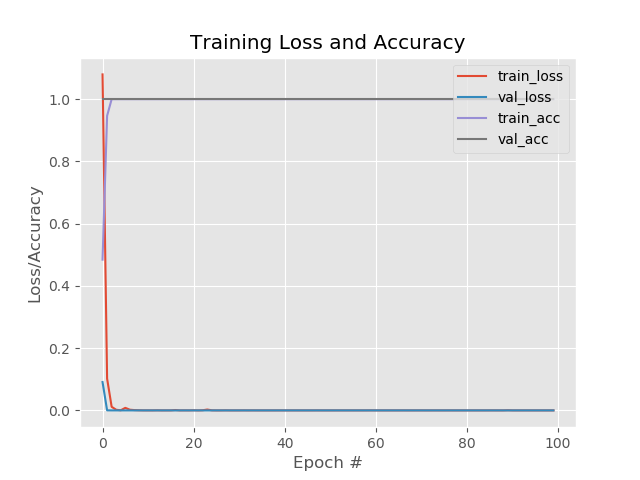 Training Loss and Accuracy
train_loss
val_loss
train_acc
val_acc
1.0
0.8
0.6
0.4
0.2
0.0
Loss/Accuracy
0 20 40 60 80 100
Epoch #